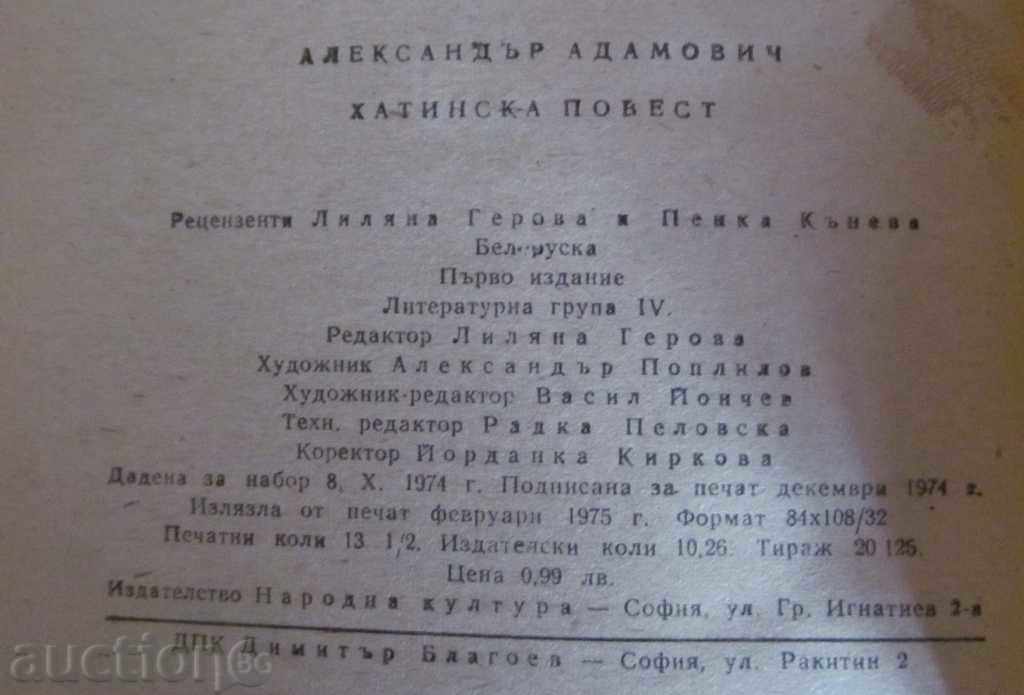 АЛЕКСАНДЪР АДАМОВИЧ
ХАТИНСКА ПОВЕСТ
Рецензенти Лиляна Герова и Пенка Кънева
Белоруска
Първо издание
Литературна група IV.
Редактор Лиляна Герова
Художник Александър Поплилов
Художник-редактор Васил Йончев
Техн. редактор Радка Пеловска
Коректор Йорданка Киркова
Дадена за набор 8. X. 1974 г. Подписана за печат декември 1974 г.
Излязла от печат февруари 1975 г. Формат 84x108/32
Печатни коли 13 1/2. Издателски коли 10,26. Тираж 20 125.
Цена 0,99 лв.
Издателство Народна култура — София, ул. Гр. Игнатиев 2-а
ДПК Димитър Благоев — София, ул. Ракитин 2
auction BG